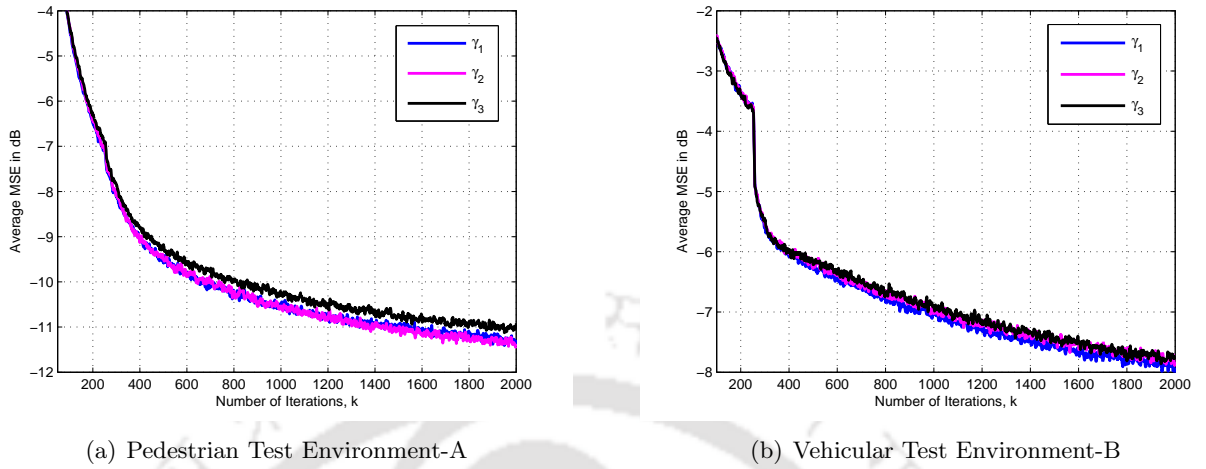 −4
−5
−6
−7
−8
−9
−10
−11
−12
Average MSE in dB
γ1
γ2
γ3
200 400 600 800 1000 1200 1400 1600 1800 2000
Number of Iterations, k
(a) Pedestrian Test Environment-A
−2
−3
−4
−5
−6
−7
−8
Average MSE in dB
γ1
γ2
γ3
200 400 600 800 1000 1200 1400 1600 1800 2000
Number of Iterations, k
(b) Vehicular Test Environment-B